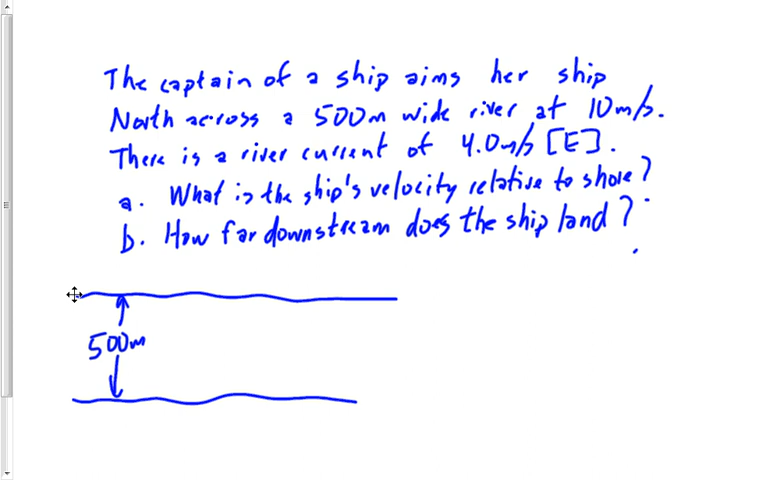 The captain of a ship aims her ship
North across a 500m wide river at 10m/s.
There is a river current of 4.0m/s [E].
a. What is the ship's velocity relative to shore?
b. How far downstream does the ship land?
500m